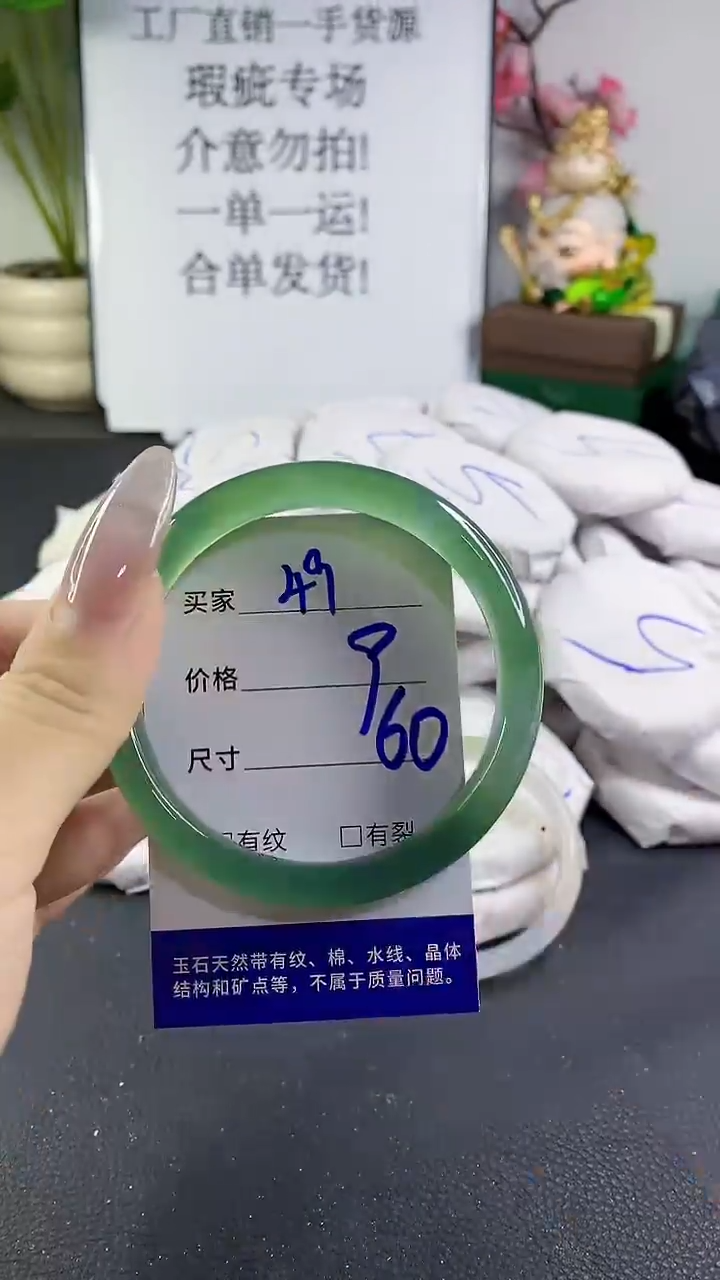 工厂直销一手货源
瑕疵专场
介意勿拍!
一单一运!
合单发货!
买家 49
价格 9
尺寸 60
□有纹 □有裂
玉石天然带有纹、棉、水线、晶体
结构和矿点等，不属于质量问题。